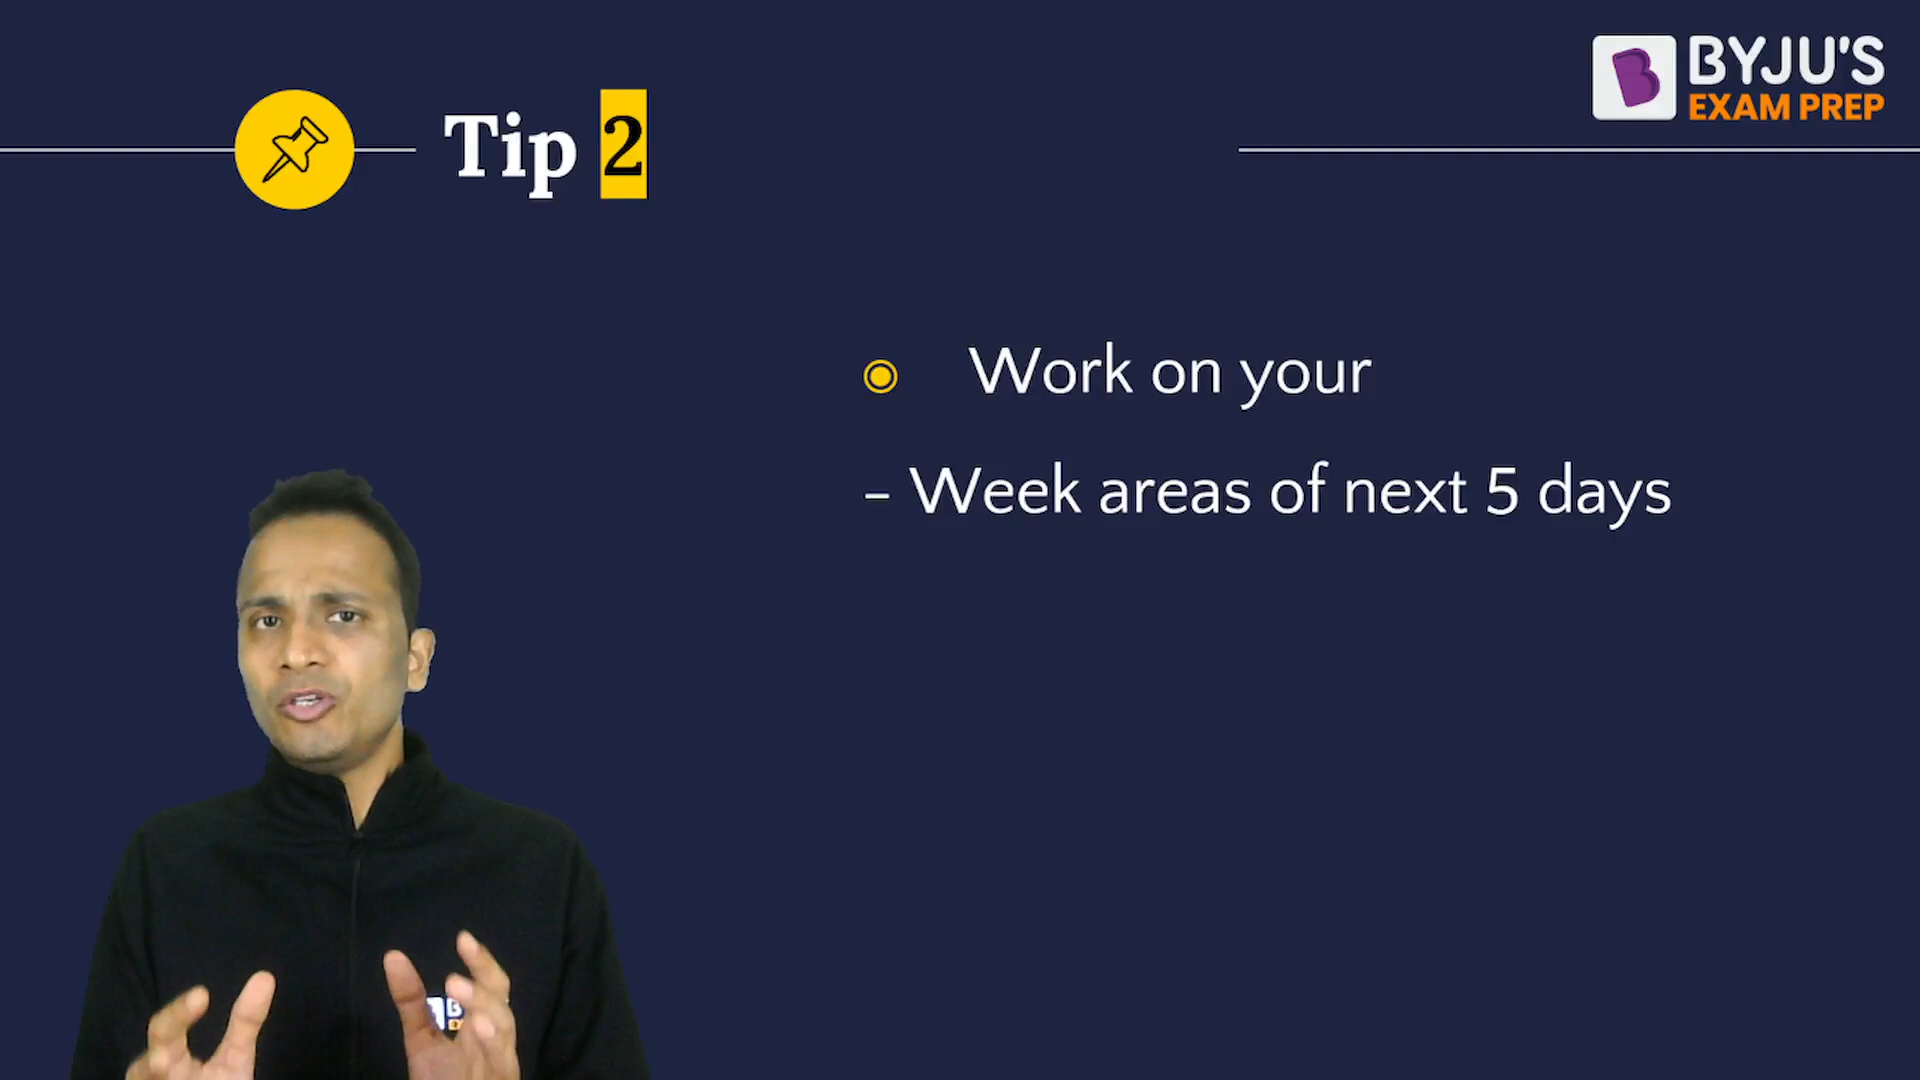 BYJU'S
EXAM PREP
Tip 2
Work on your
- Week areas of next 5 days